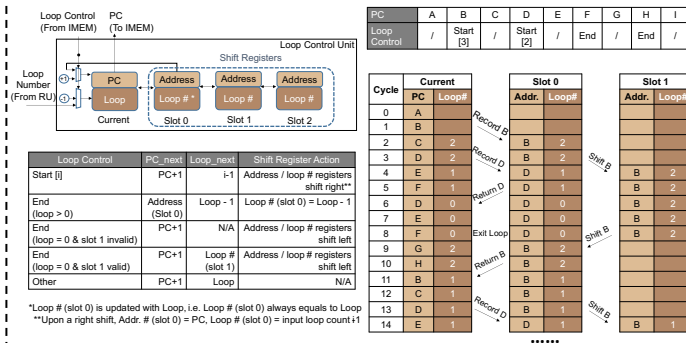 Loop Control
(From IMEM)
PC
(To IMEM)
Loop Control Unit
Shift Registers
Loop
Number
(From RU)
+1
-1
PC
Loop
Current
Address
Loop # *
Slot 0
Address
Loop #
Slot 1
Address
Loop #
Slot 2
Loop Control PC_next Loop_next Shift Register Action
Start [i] PC+1 i-1 Address / loop # registers shift right**
End (loop > 0) Address (Slot 0) Loop - 1 Loop # (slot 0) = Loop - 1
End (loop = 0 & slot 1 invalid) PC+1 N/A Address / loop # registers shift left
End (loop = 0 & slot 1 valid) PC+1 Loop # (slot 1) Address / loop # registers shift left
Other PC+1 Loop N/A
*Loop # (slot 0) is updated with Loop, i.e. Loop # (slot 0) always equals to Loop
**Upon a right shift, Addr. # (slot 0) = PC, Loop # (slot 0) = input loop count +1
PC A B C D E F G H I
Loop Control / Start [3] / Start [2] / End / End /
Cycle Current Slot 0 Slot 1
PC Loop# Addr. Loop# Addr. Loop#
0 A
1 B
Record B
2 C 2 B 2
3 D 2 B 2
Record D
Shift B
4 E 1 D 1 B 2
5 F 1 D 1 B 2
Return D
6 D 0 D 0 B 2
7 E 0 D 0 B 2
8 F 0 Exit Loop D 0 B 2
Shift B
9 G 2 B 2
10 H 2 B 2
Return B
11 B 1 B 1
12 C 1 B 1
13 D 1 B 1
Record D
Shift B
14 E 1 D 1 B 1
……